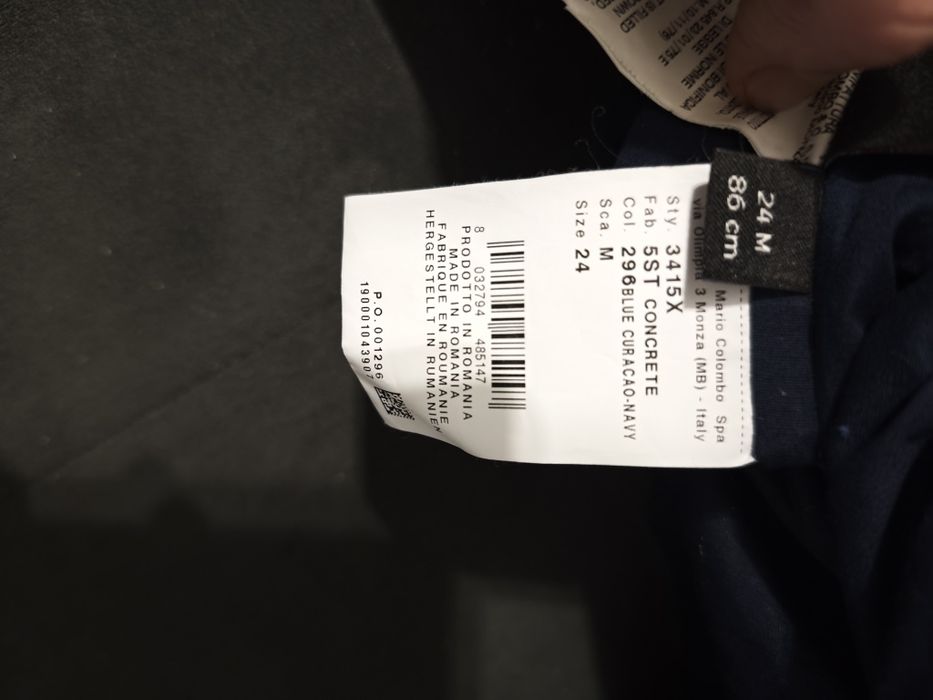 24 M
86 cm
Mario Colombo Spa
via Olimpia 3 Monza (MB) - Italy
Sty. 3415X
Fab. 5ST CONCRETE
Col. 296BLUE CURACAO-NAVY
Sca. M
Size 24
8 032794 485147
PRODOTTO IN ROMANIA
MADE IN ROMANIA
FABRIQUE EN ROUMANIE
HERGESTELLT IN RUMANIEN
P.O. 001296
190001043907